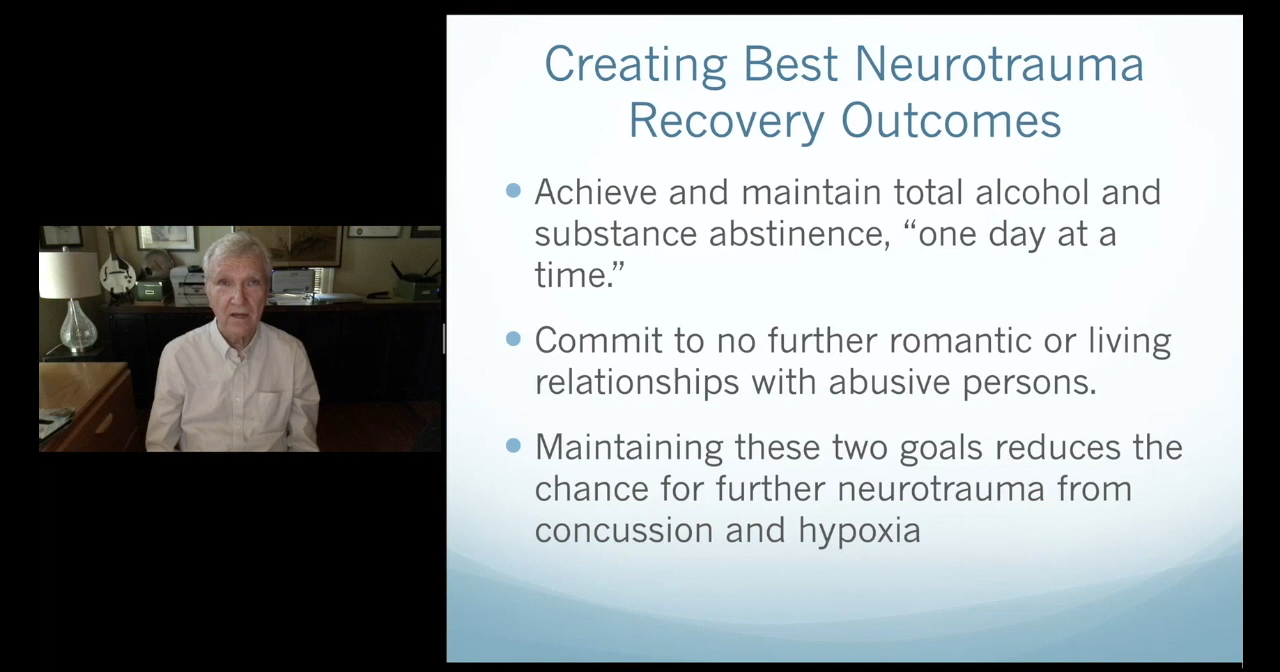 Creating Best Neurotrauma
Recovery Outcomes
Achieve and maintain total alcohol and
substance abstinence, “one day at a
time.”
Commit to no further romantic or living
relationships with abusive persons.
Maintaining these two goals reduces the
chance for further neurotrauma from
concussion and hypoxia